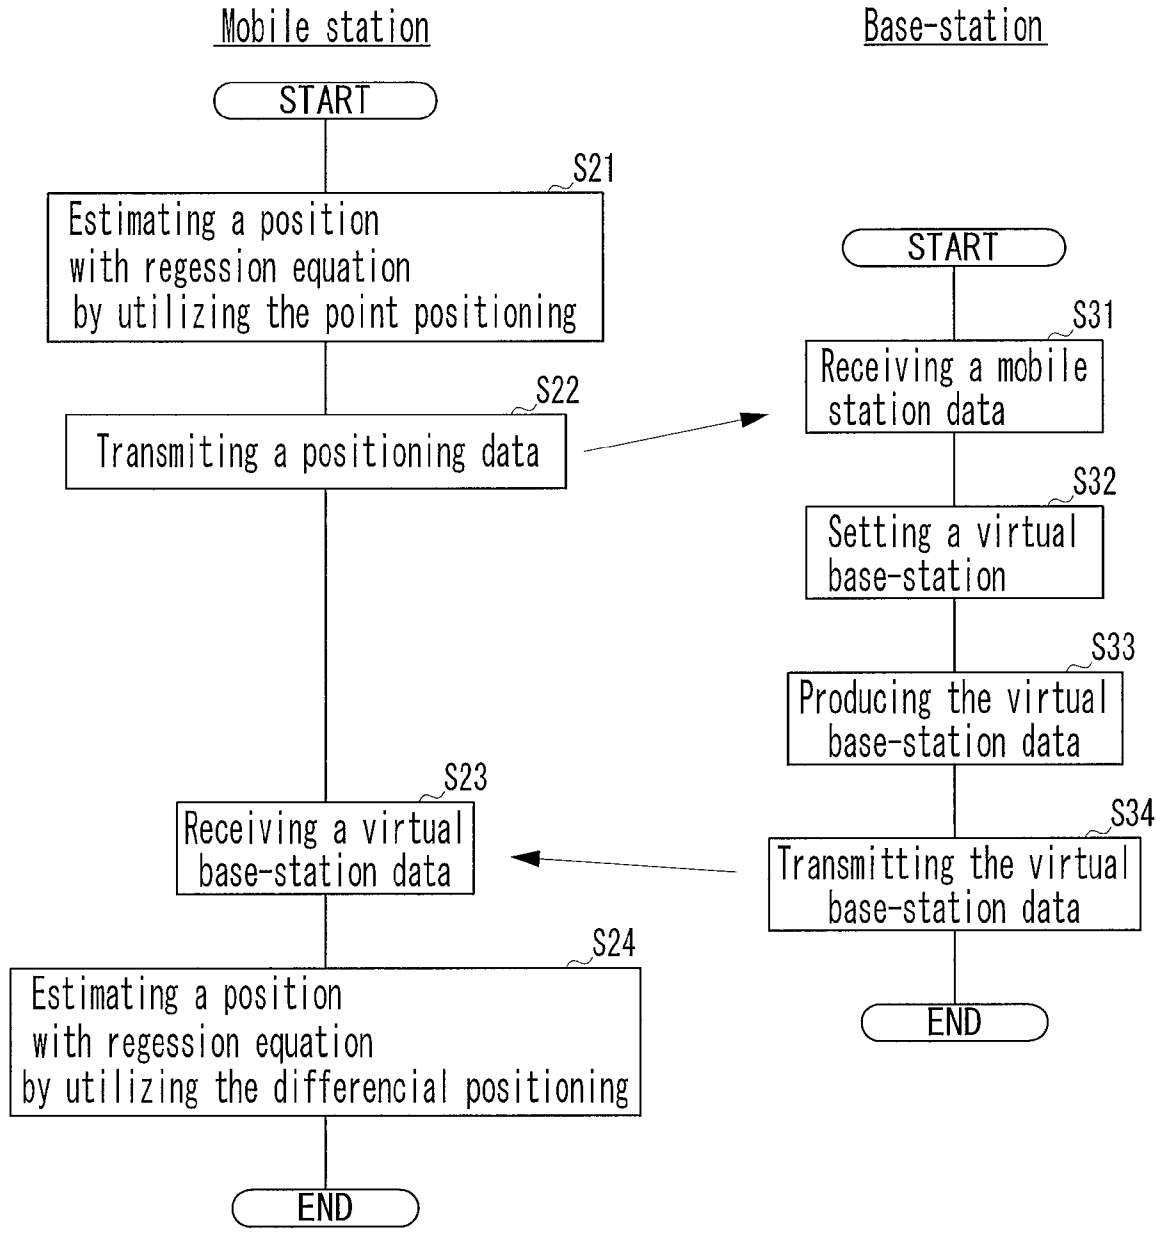 Mobile station
START
S21
Estimating a position
with regession equation
by utilizing the point positioning
S22
Transmiting a positioning data
S23
Receiving a virtual
base-station data
S24
Estimating a position
with regession equation
by utilizing the differencial positioning
END
Base-station
START
S31
Receiving a mobile
station data
S32
Setting a virtual
base-station
S33
Producing the virtual
base-station data
S34
Transmitting the virtual
base-station data
END